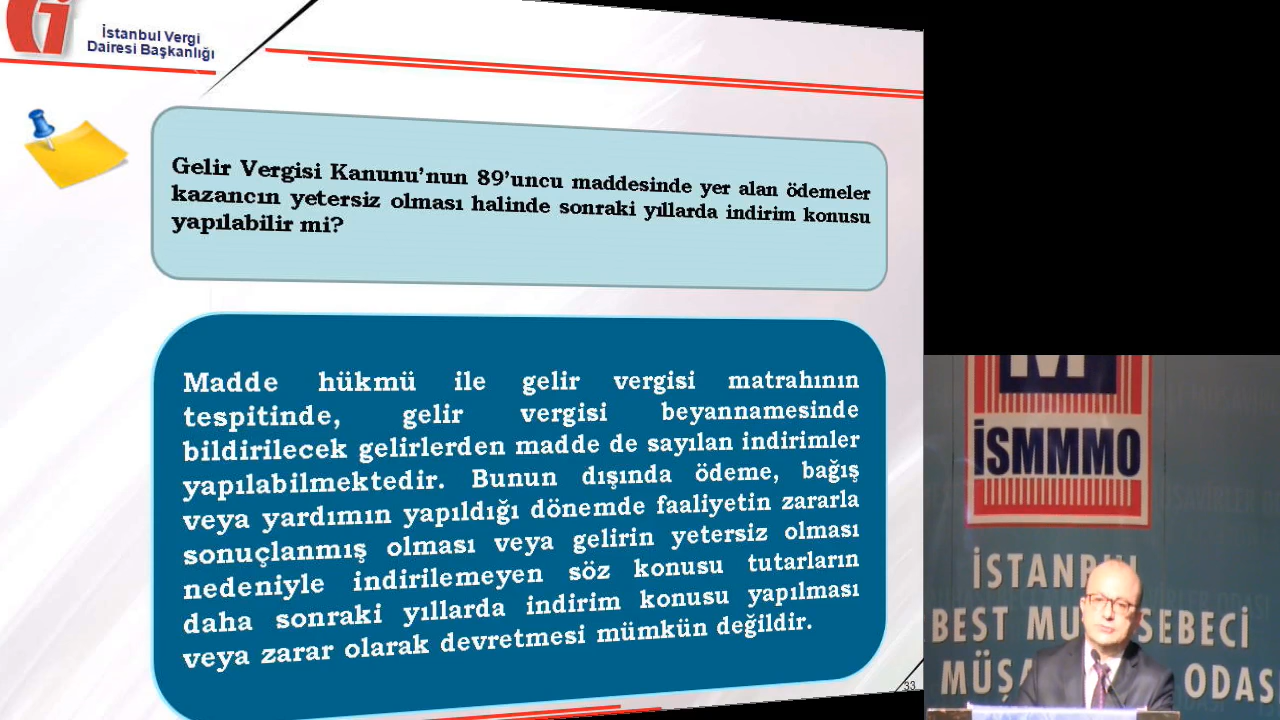 İstanbul Vergi
Dairesi Başkanlığı
Gelir Vergisi Kanunu’nun 89’uncu maddesinde yer alan ödemeler
kazancın yetersiz olması halinde sonraki yıllarda indirim konusu
yapılabilir mi?
Madde hükmü ile gelir vergisi matrahının
tespitinde, gelir vergisi beyannamesinde
bildirilecek gelirlerden madde de sayılan indirimler
yapılabilmektedir. Bunun dışında ödeme, bağış
veya yardımın yapıldığı dönemde faaliyetin zararla
sonuçlanmış olması veya gelirin yetersiz olması
nedeniyle indirilemeyen söz konusu tutarların
daha sonraki yıllarda indirim konusu yapılması
veya zarar olarak devretmesi mümkün değildir.
33
M
İSMMMO
İSTANBU
BEST MU SEBECİ
MÜŞA ODAS